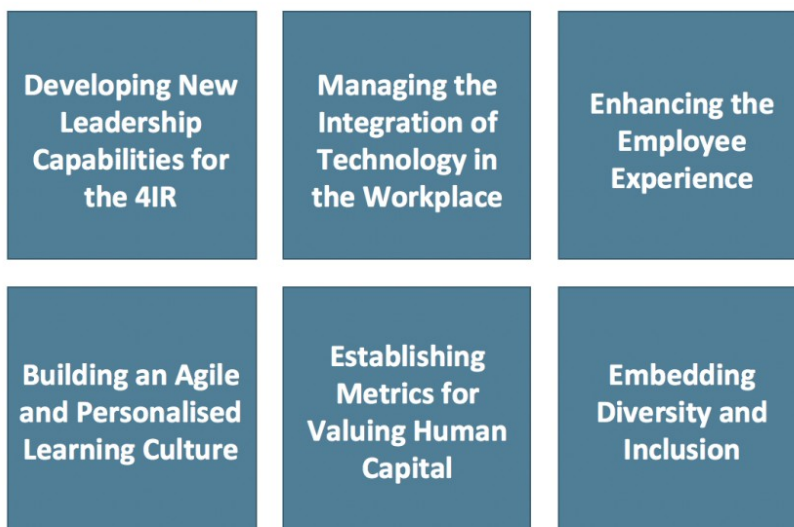 Developing New
Leadership
Capabilities for
the 4IR
Managing the
Integration of
Technology in
the Workplace
Enhancing the
Employee
Experience
Building an Agile
and Personalised
Learning Culture
Establishing
Metrics for
Valuing Human
Capital
Embedding
Diversity and
Inclusion